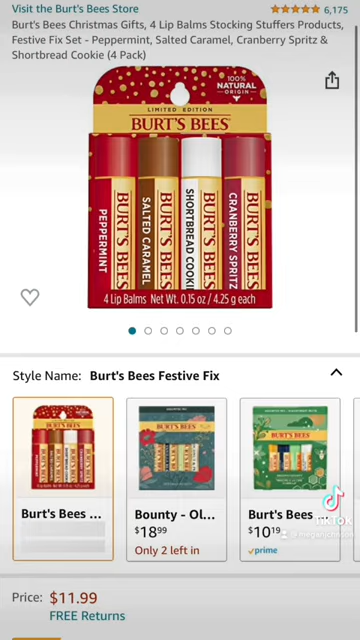 Visit the Burt's Bees Store
6,175
Burt's Bees Christmas Gifts, 4 Lip Balms Stocking Stuffers Products,
Festive Fix Set - Peppermint, Salted Caramel, Cranberry Spritz &
Shortbread Cookie (4 Pack)
100%
NATURAL
ORIGIN
LIMITED EDITION
BURT'S BEES
PEPPERMINT
BURT'S BEES
SALTED CARAMEL
BURT'S BEES
SHORTBREAD COOKI
BURT'S BEES
CRANBERRY SPRITZ
BURT'S BEES
4 Lip Balms Net Wt. 0.15 oz / 4.25 g each
Style Name: Burt's Bees Festive Fix
Burt's Bees ...
Bounty - Ol...
$18.99
Only 2 left in
Burt's Bees ...
$10.19
prime
TikTok
Price: $11.99
FREE Returns